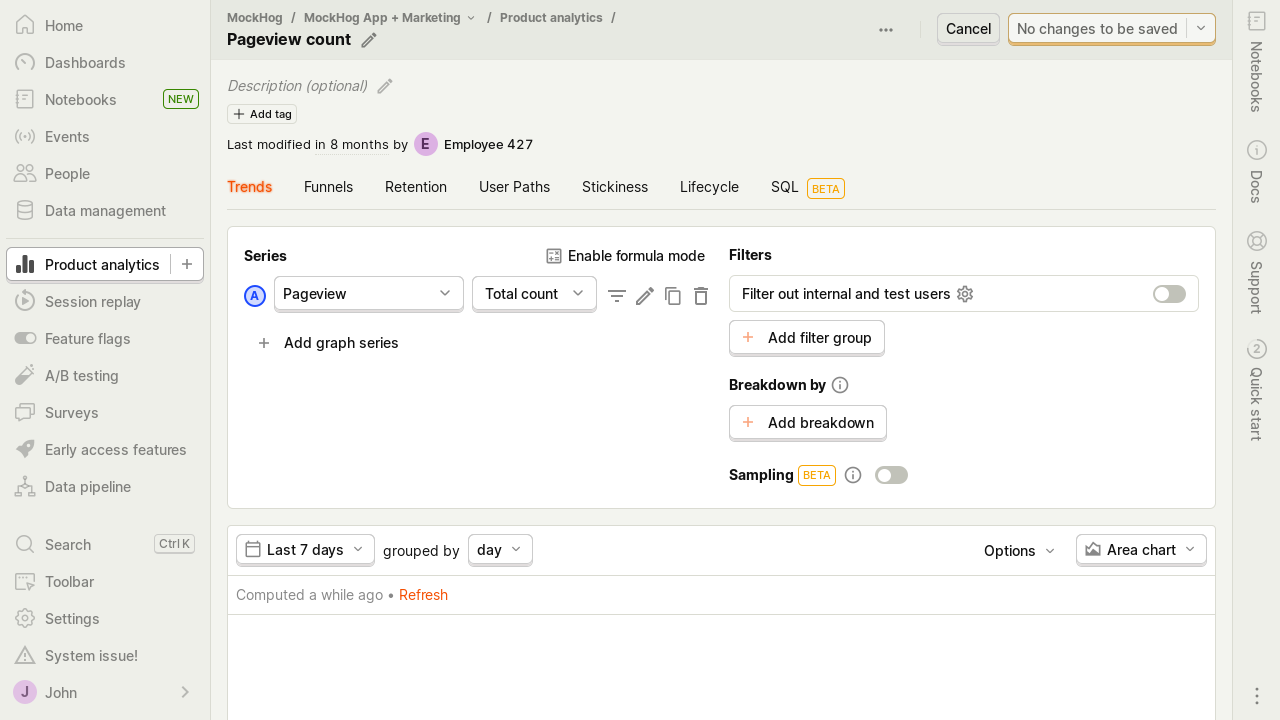 Home
Dashboards
Notebooks NEW
Events
People
Data management
Product analytics
Session replay
Feature flags
A/B testing
Surveys
Early access features
Data pipeline
Search Ctrl K
Toolbar
Settings
System issue!
J John
MockHog / MockHog App + Marketing / Product analytics /
Pageview count
Cancel No changes to be saved
Description (optional)
Add tag
Last modified in 8 months by E Employee 427
Trends Funnels Retention User Paths Stickiness Lifecycle SQL BETA
Series Enable formula mode
A Pageview Total count
Add graph series
Filters
Filter out internal and test users
Add filter group
Breakdown by
Add breakdown
Sampling BETA
Last 7 days grouped by day Options Area chart
Computed a while ago • Refresh
Notebooks
Docs
Support
2 Quick start